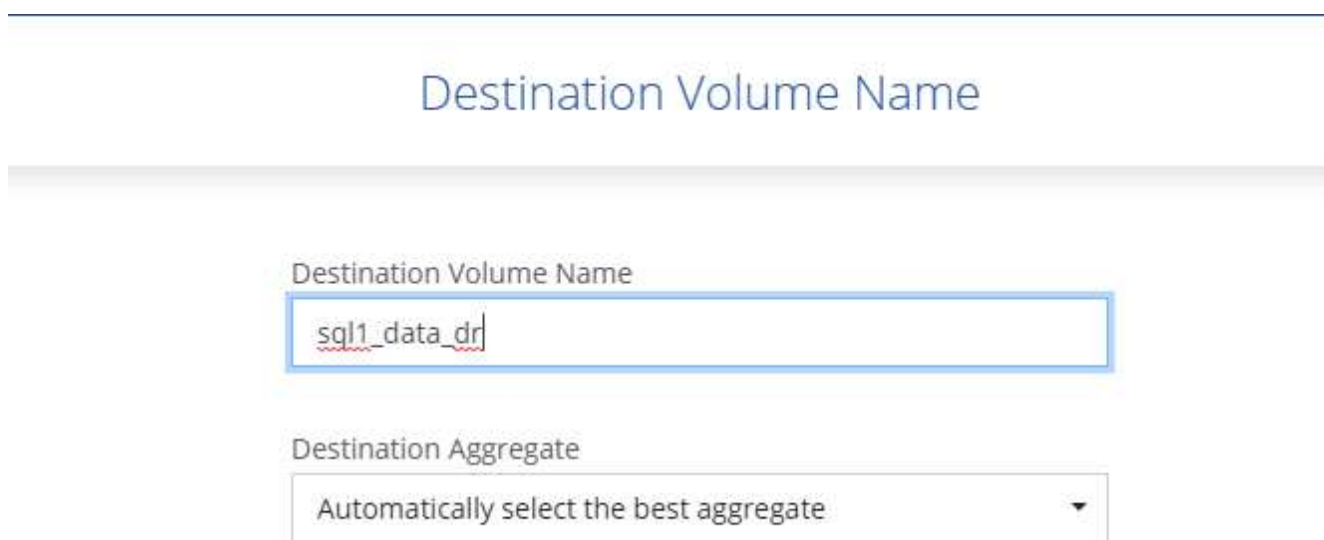 Destination Volume Name
Destination Volume Name
sql1_data_dr
Destination Aggregate
Automatically select the best aggregate